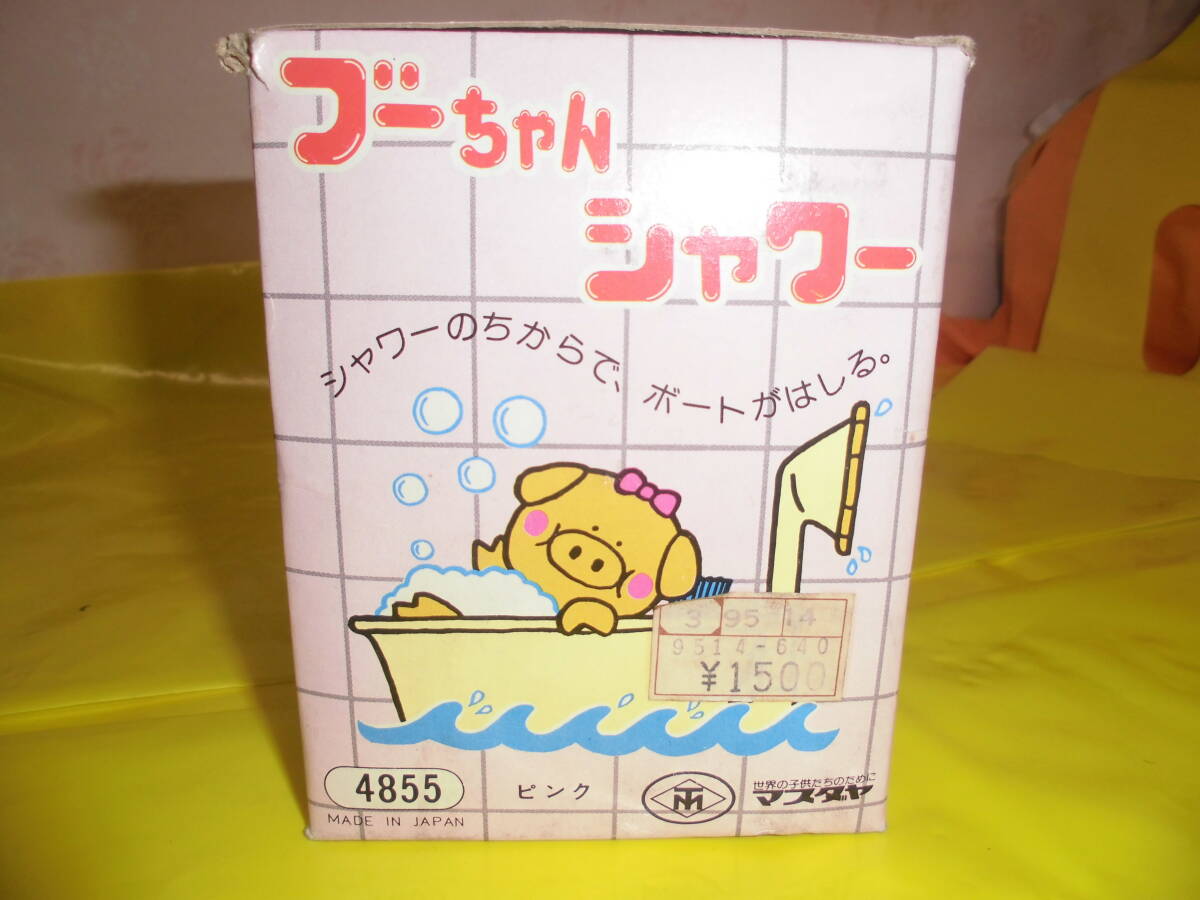 ブーちゃん
シャワー
シャワーのちからで、ボートがはしる。
3 95 14
9514-640
¥1500
4855
MADE IN JAPAN
ピンク
TM
世界の子供たちのために
マスダヤ